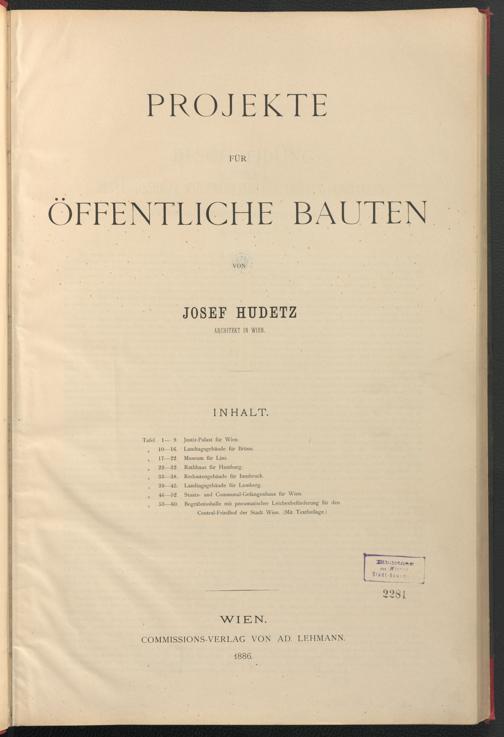 PROJEKTE
FÜR
ÖFFENTLICHE BAUTEN
VON
JOSEF HUDETZ
ARCHITEKT IN WIEN.
INHALT.
Tafel 1— 9. Justiz-Palast für Wien.
„ 10—16. Landtagsgebäude für Brünn.
„ 17—22. Museum für Linz.
„ 23—32. Rathhaus für Hamburg.
„ 33—38. Redoutengebäude für Innsbruck.
„ 39—45. Landtagsgebäude für Lemberg.
„ 46—52. Staats- und Communal-Gefangenhaus für Wien.
„ 53—60. Begräbnisshalle mit pneumatischer Leichenbeförderung für den
Central-Friedhof der Stadt Wien. (Mit Textbeilage.)
2281
WIEN.
COMMISSIONS-VERLAG VON AD. LEHMANN.
1886.